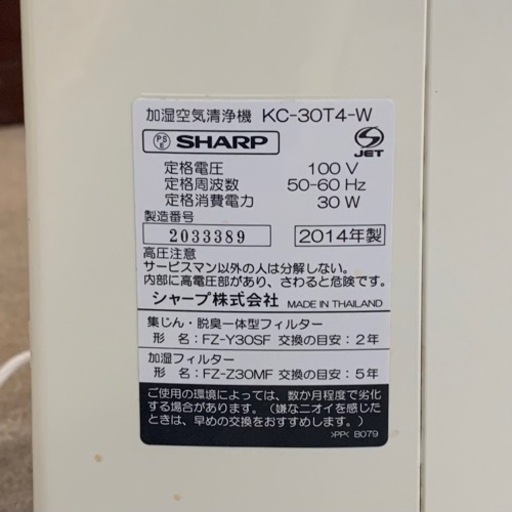 加湿空気清浄機 KC-30T4-W
PS E SHARP
JET
定格電圧 100 V
定格周波数 50-60 Hz
定格消費電力 30 W
製造番号
2033389 2014年製
高圧注意
サービスマン以外の人は分解しない。
内部に高電圧部があり、さわると危険です。
シャープ株式会社 MADE IN THAILAND
集じん・脱臭一体型フィルター
形 名:FZ-Y30SF 交換の目安:2年
加湿フィルター
形 名:FZ-Z30MF 交換の目安:5年
ご使用の環境によっては、数か月程度で劣化
する場合があります。(嫌なニオイを感じた
ときは、早めの交換をおすすめします。)
>PP< B079